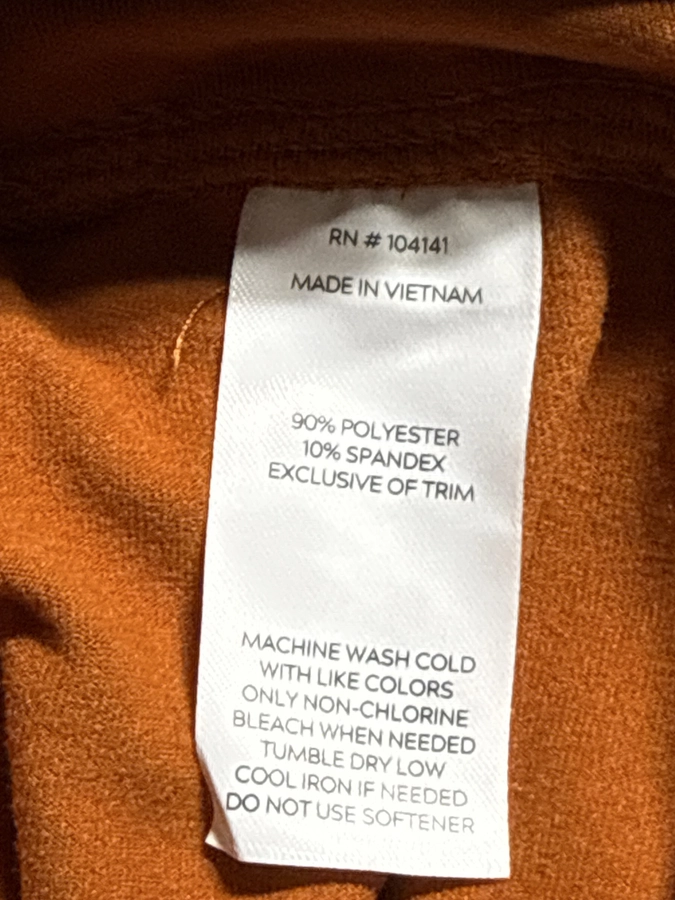 RN # 104141
MADE IN VIETNAM
90% POLYESTER
10% SPANDEX
EXCLUSIVE OF TRIM
MACHINE WASH COLD
WITH LIKE COLORS
ONLY NON-CHLORINE
BLEACH WHEN NEEDED
TUMBLE DRY LOW
COOL IRON IF NEEDED
DO NOT USE SOFTENER